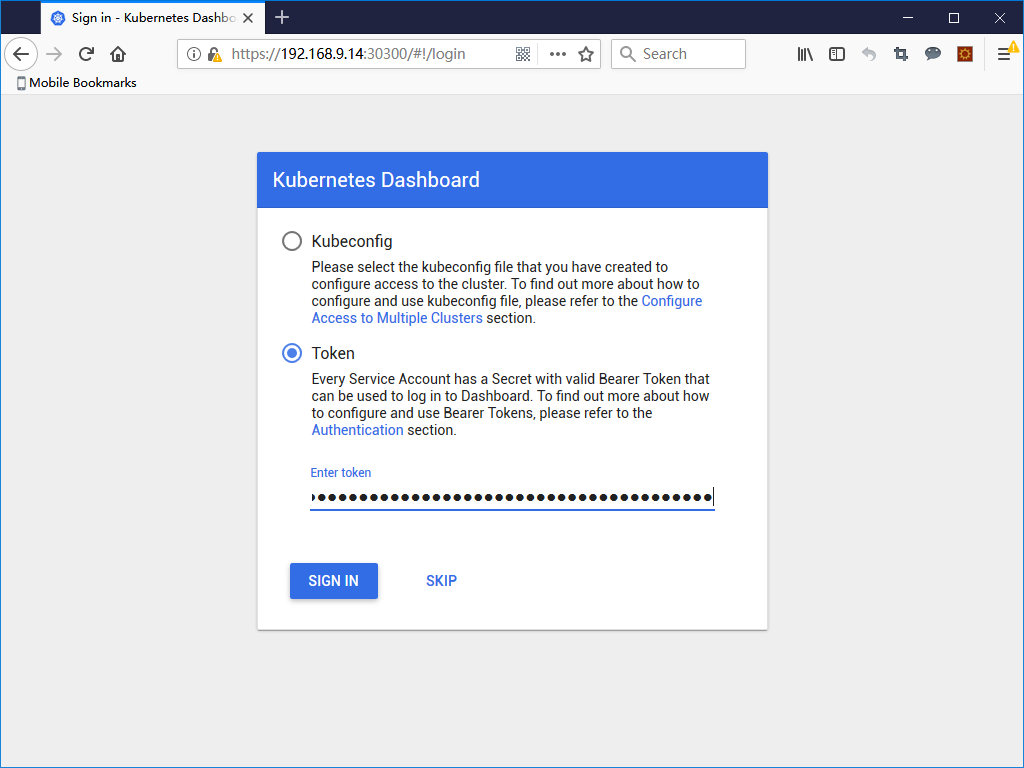 Sign in - Kubernetes Dashbo
https://192.168.9.14:30300/#!/login
Search
Mobile Bookmarks
Kubernetes Dashboard
Kubeconfig
Please select the kubeconfig file that you have created to
configure access to the cluster. To find out more about how to
configure and use kubeconfig file, please refer to the Configure
Access to Multiple Clusters section.
Token
Every Service Account has a Secret with valid Bearer Token that
can be used to log in to Dashboard. To find out more about how
to configure and use Bearer Tokens, please refer to the
Authentication section.
Enter token
SIGN IN
SKIP